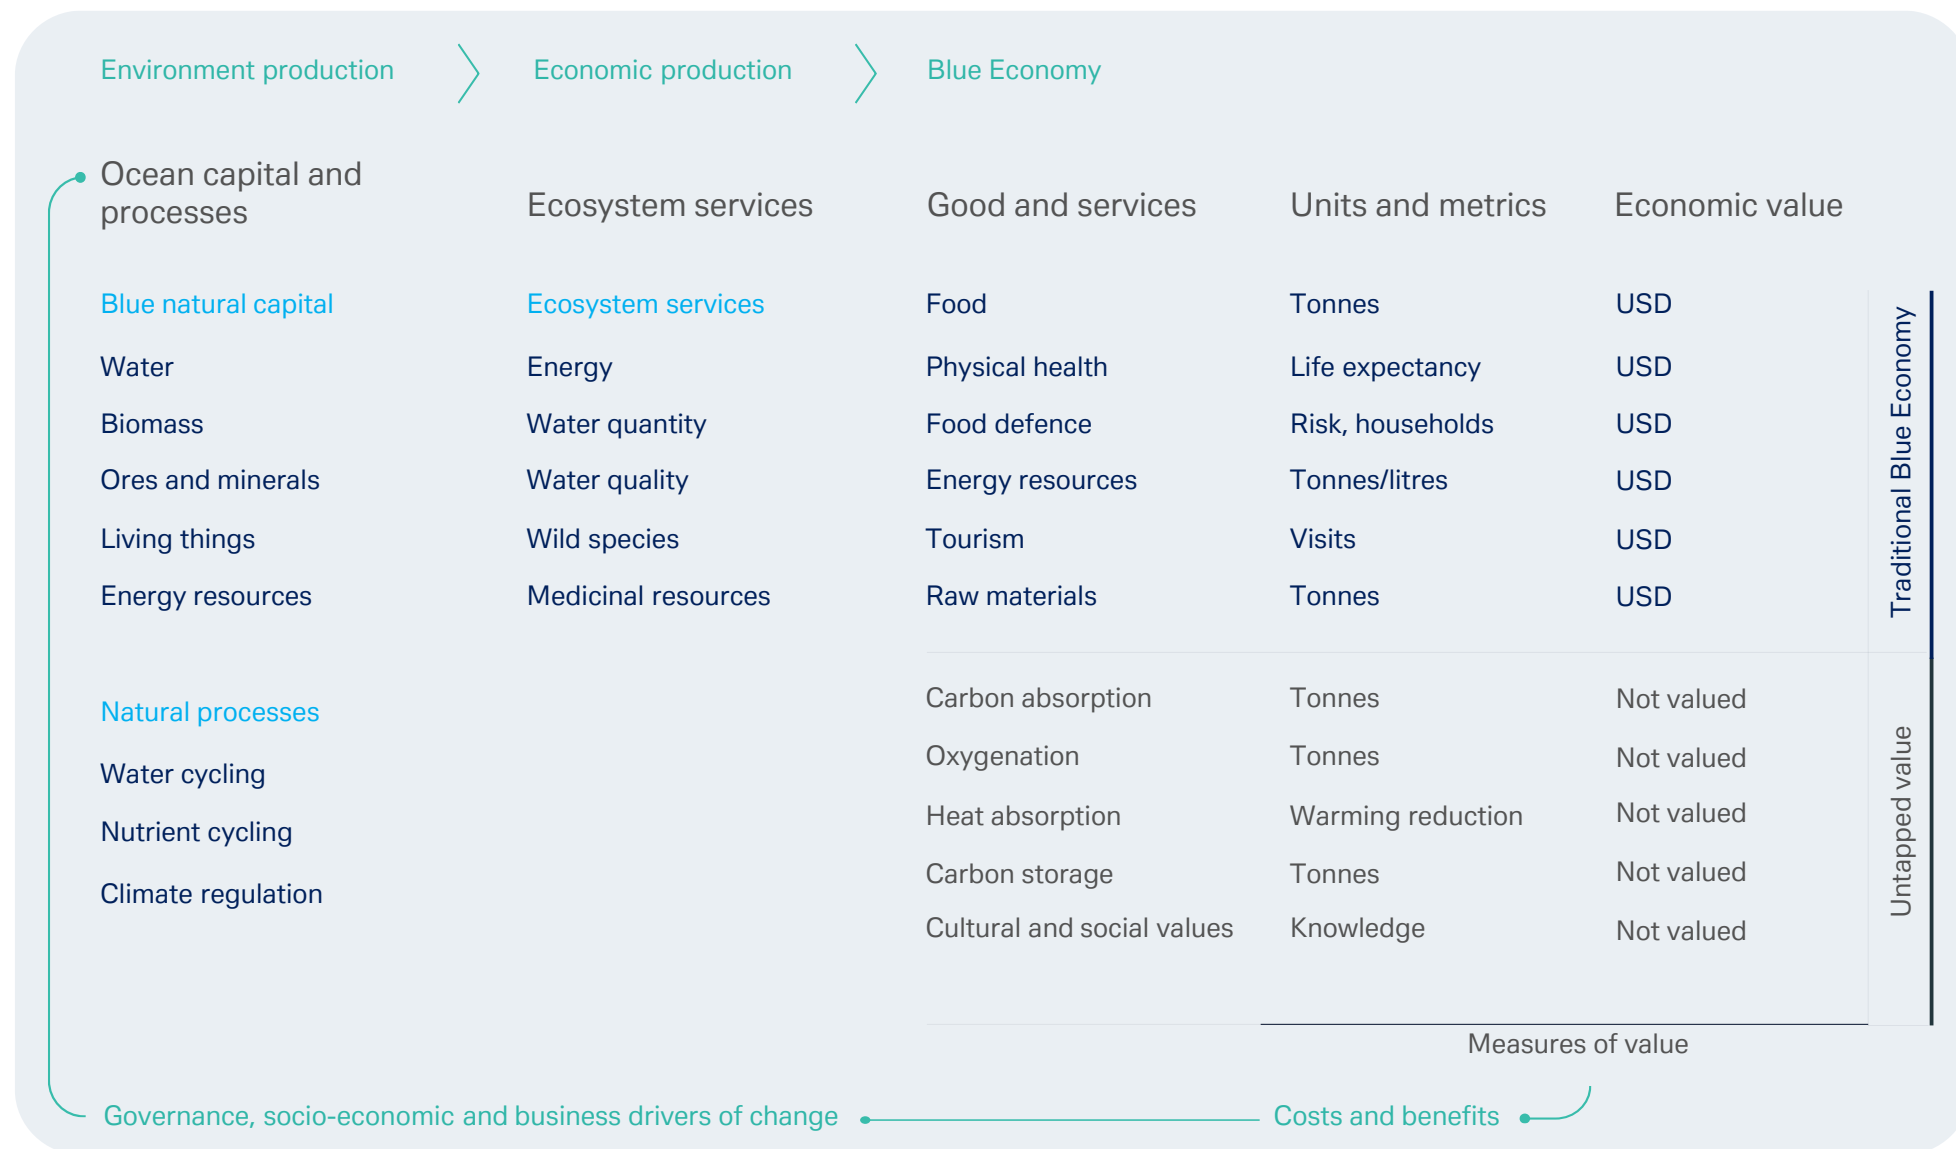 Environment production
Economic production
Blue Economy
Ocean capital and
processes
Ecosystem services
Good and services
Units and metrics
Economic value
Blue natural capital
Ecosystem services
Food
Tonnes
USD
Water
Energy
Physical health
Life expectancy
USD
Biomass
Water quantity
Food defence
Risk, households
USD
Ores and minerals
Water quality
Energy resources
Tonnes/litres
USD
Living things
Wild species
Tourism
Visits
USD
Energy resources
Medicinal resources
Raw materials
Tonnes
USD
Traditional Blue Economy
Natural processes
Carbon absorption
Tonnes
Not valued
Water cycling
Oxygenation
Tonnes
Not valued
Nutrient cycling
Heat absorption
Warming reduction
Not valued
Climate regulation
Carbon storage
Tonnes
Not valued
Cultural and social values
Knowledge
Not valued
Untapped value
Measures of value
Governance, socio-economic and business drivers of change
Costs and benefits